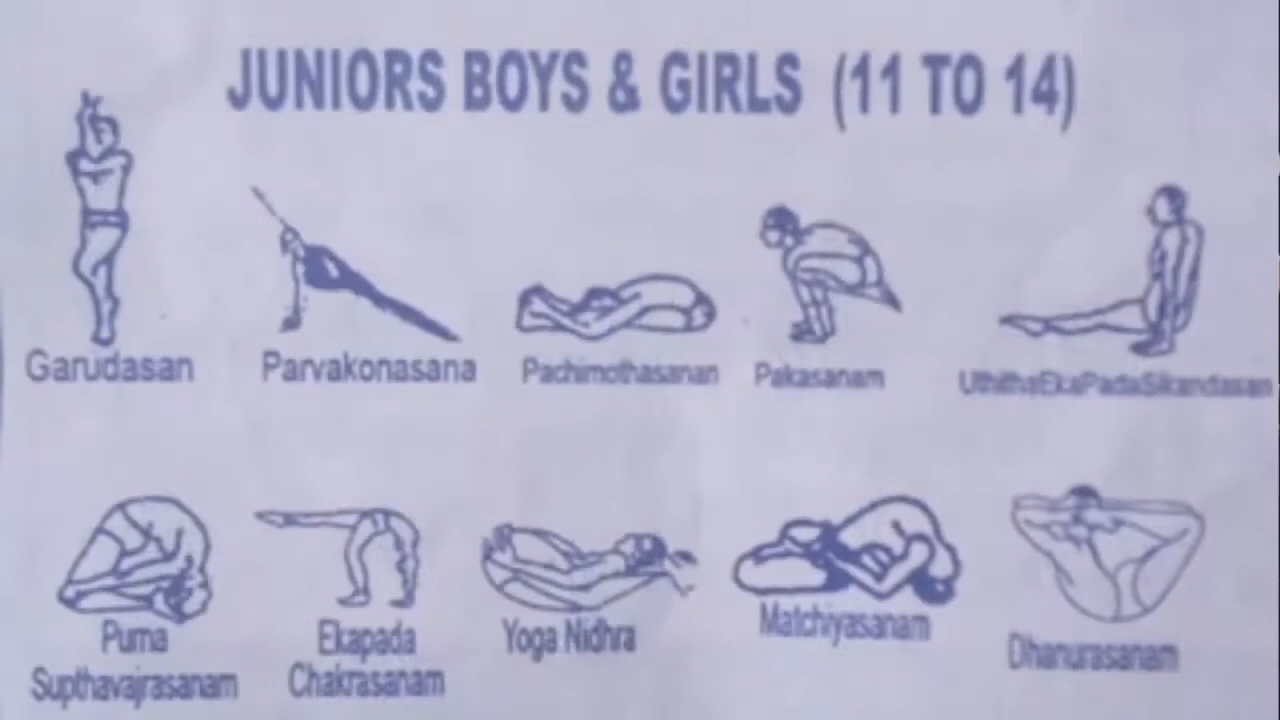 JUNIORS BOYS & GIRLS (11 TO 14)
Garudasan
Parvakonasana
Pachimothasanan
Pakasanam
UthithaEkaPadaSikandasan
Purna
Supthavajrasanam
Ekapada
Chakrasanam
Yoga Nidhra
Matchiyasanam
Dhanurasanam